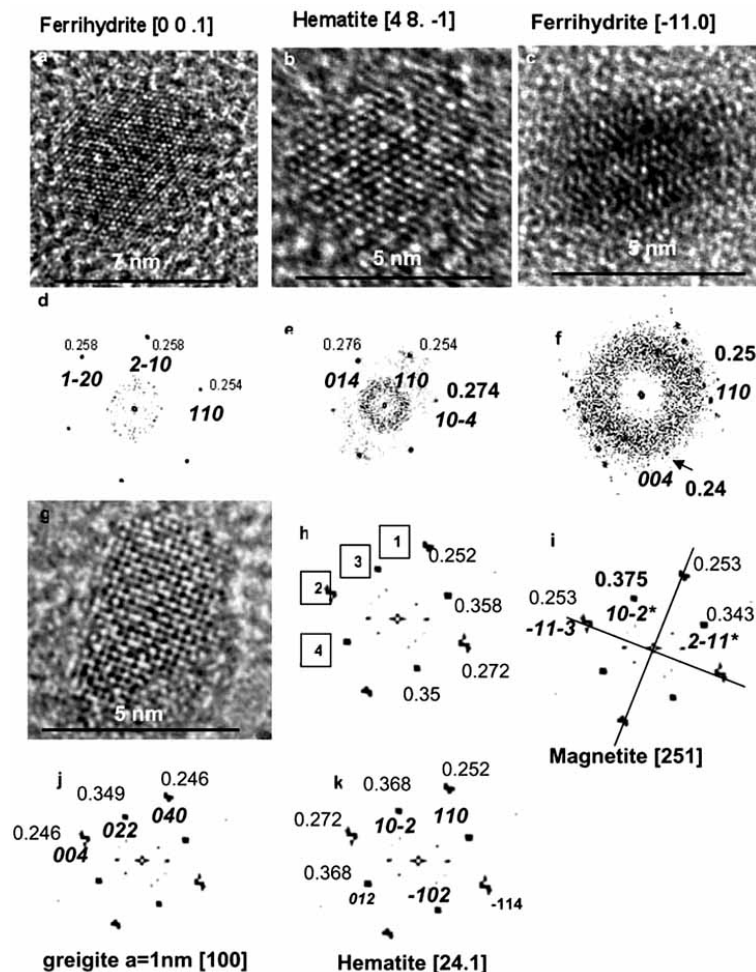 Ferrihydrite [0 0 .1]
Hematite [4 8. -1]
Ferrihydrite [-11.0]
a
b
c
7 nm
5 nm
5 nm
d
0.258
0.258
1-20
2-10
0.254
110
e
0.276
0.254
014
110
0.274
10-4
f
0.25
110
004
0.24
g
5 nm
h
1
3
2
4
0.252
0.358
0.272
0.35
i
0.253
0.375
0.253
10-2*
0.343
-11-3
2-11*
Magnetite [251]
j
0.246
0.349
0.246
040
022
004
greigite a=1nm [100]
k
0.252
0.368
110
0.272
10-2
0.368
012
-102
-114
Hematite [24.1]